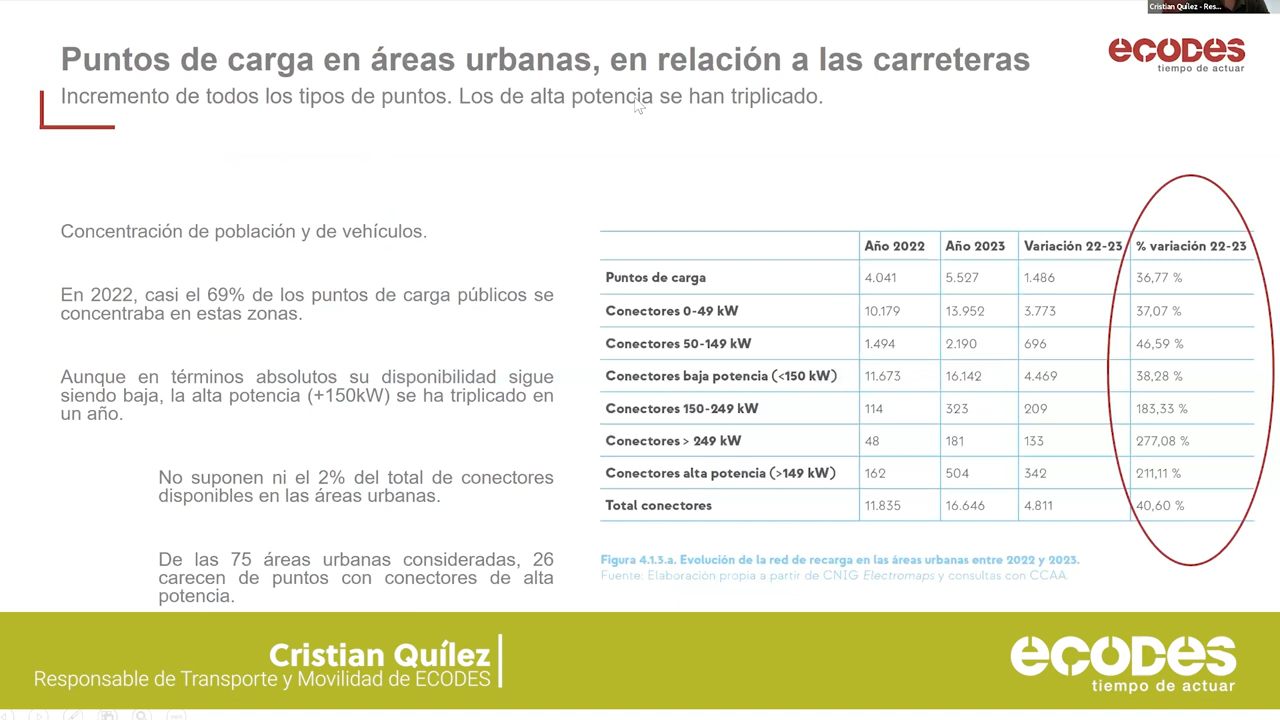 Cristian Quílez - Res...
Puntos de carga en áreas urbanas, en relación a las carreteras
Incremento de todos los tipos de puntos. Los de alta potencia se han triplicado.
ecodes
tiempo de actuar
Concentración de población y de vehículos.
En 2022, casi el 69% de los puntos de carga públicos se
concentraba en estas zonas.
Aunque en términos absolutos su disponibilidad sigue
siendo baja, la alta potencia (+150kW) se ha triplicado en
un año.
No suponen ni el 2% del total de conectores
disponibles en las áreas urbanas.
De las 75 áreas urbanas consideradas, 26
carecen de puntos con conectores de alta
potencia.
Año 2022 Año 2023 Variación 22-23 % variación 22-23
Puntos de carga 4.041 5.527 1.486 36,77 %
Conectores 0-49 kW 10.179 13.952 3.773 37,07 %
Conectores 50-149 kW 1.494 2.190 696 46,59 %
Conectores baja potencia (<150 kW) 11.673 16.142 4.469 38,28 %
Conectores 150-249 kW 114 323 209 183,33 %
Conectores > 249 kW 48 181 133 277,08 %
Conectores alta potencia (>149 kW) 162 504 342 211,11 %
Total conectores 11.835 16.646 4.811 40,60 %
Figura 4.1.3.a. Evolución de la red de recarga en las áreas urbanas entre 2022 y 2023.
Fuente: Elaboración propia a partir de CNIG Electromaps y consultas con CCAA.
Cristian Quílez
Responsable de Transporte y Movilidad de ECODES
ecodes
tiempo de actuar